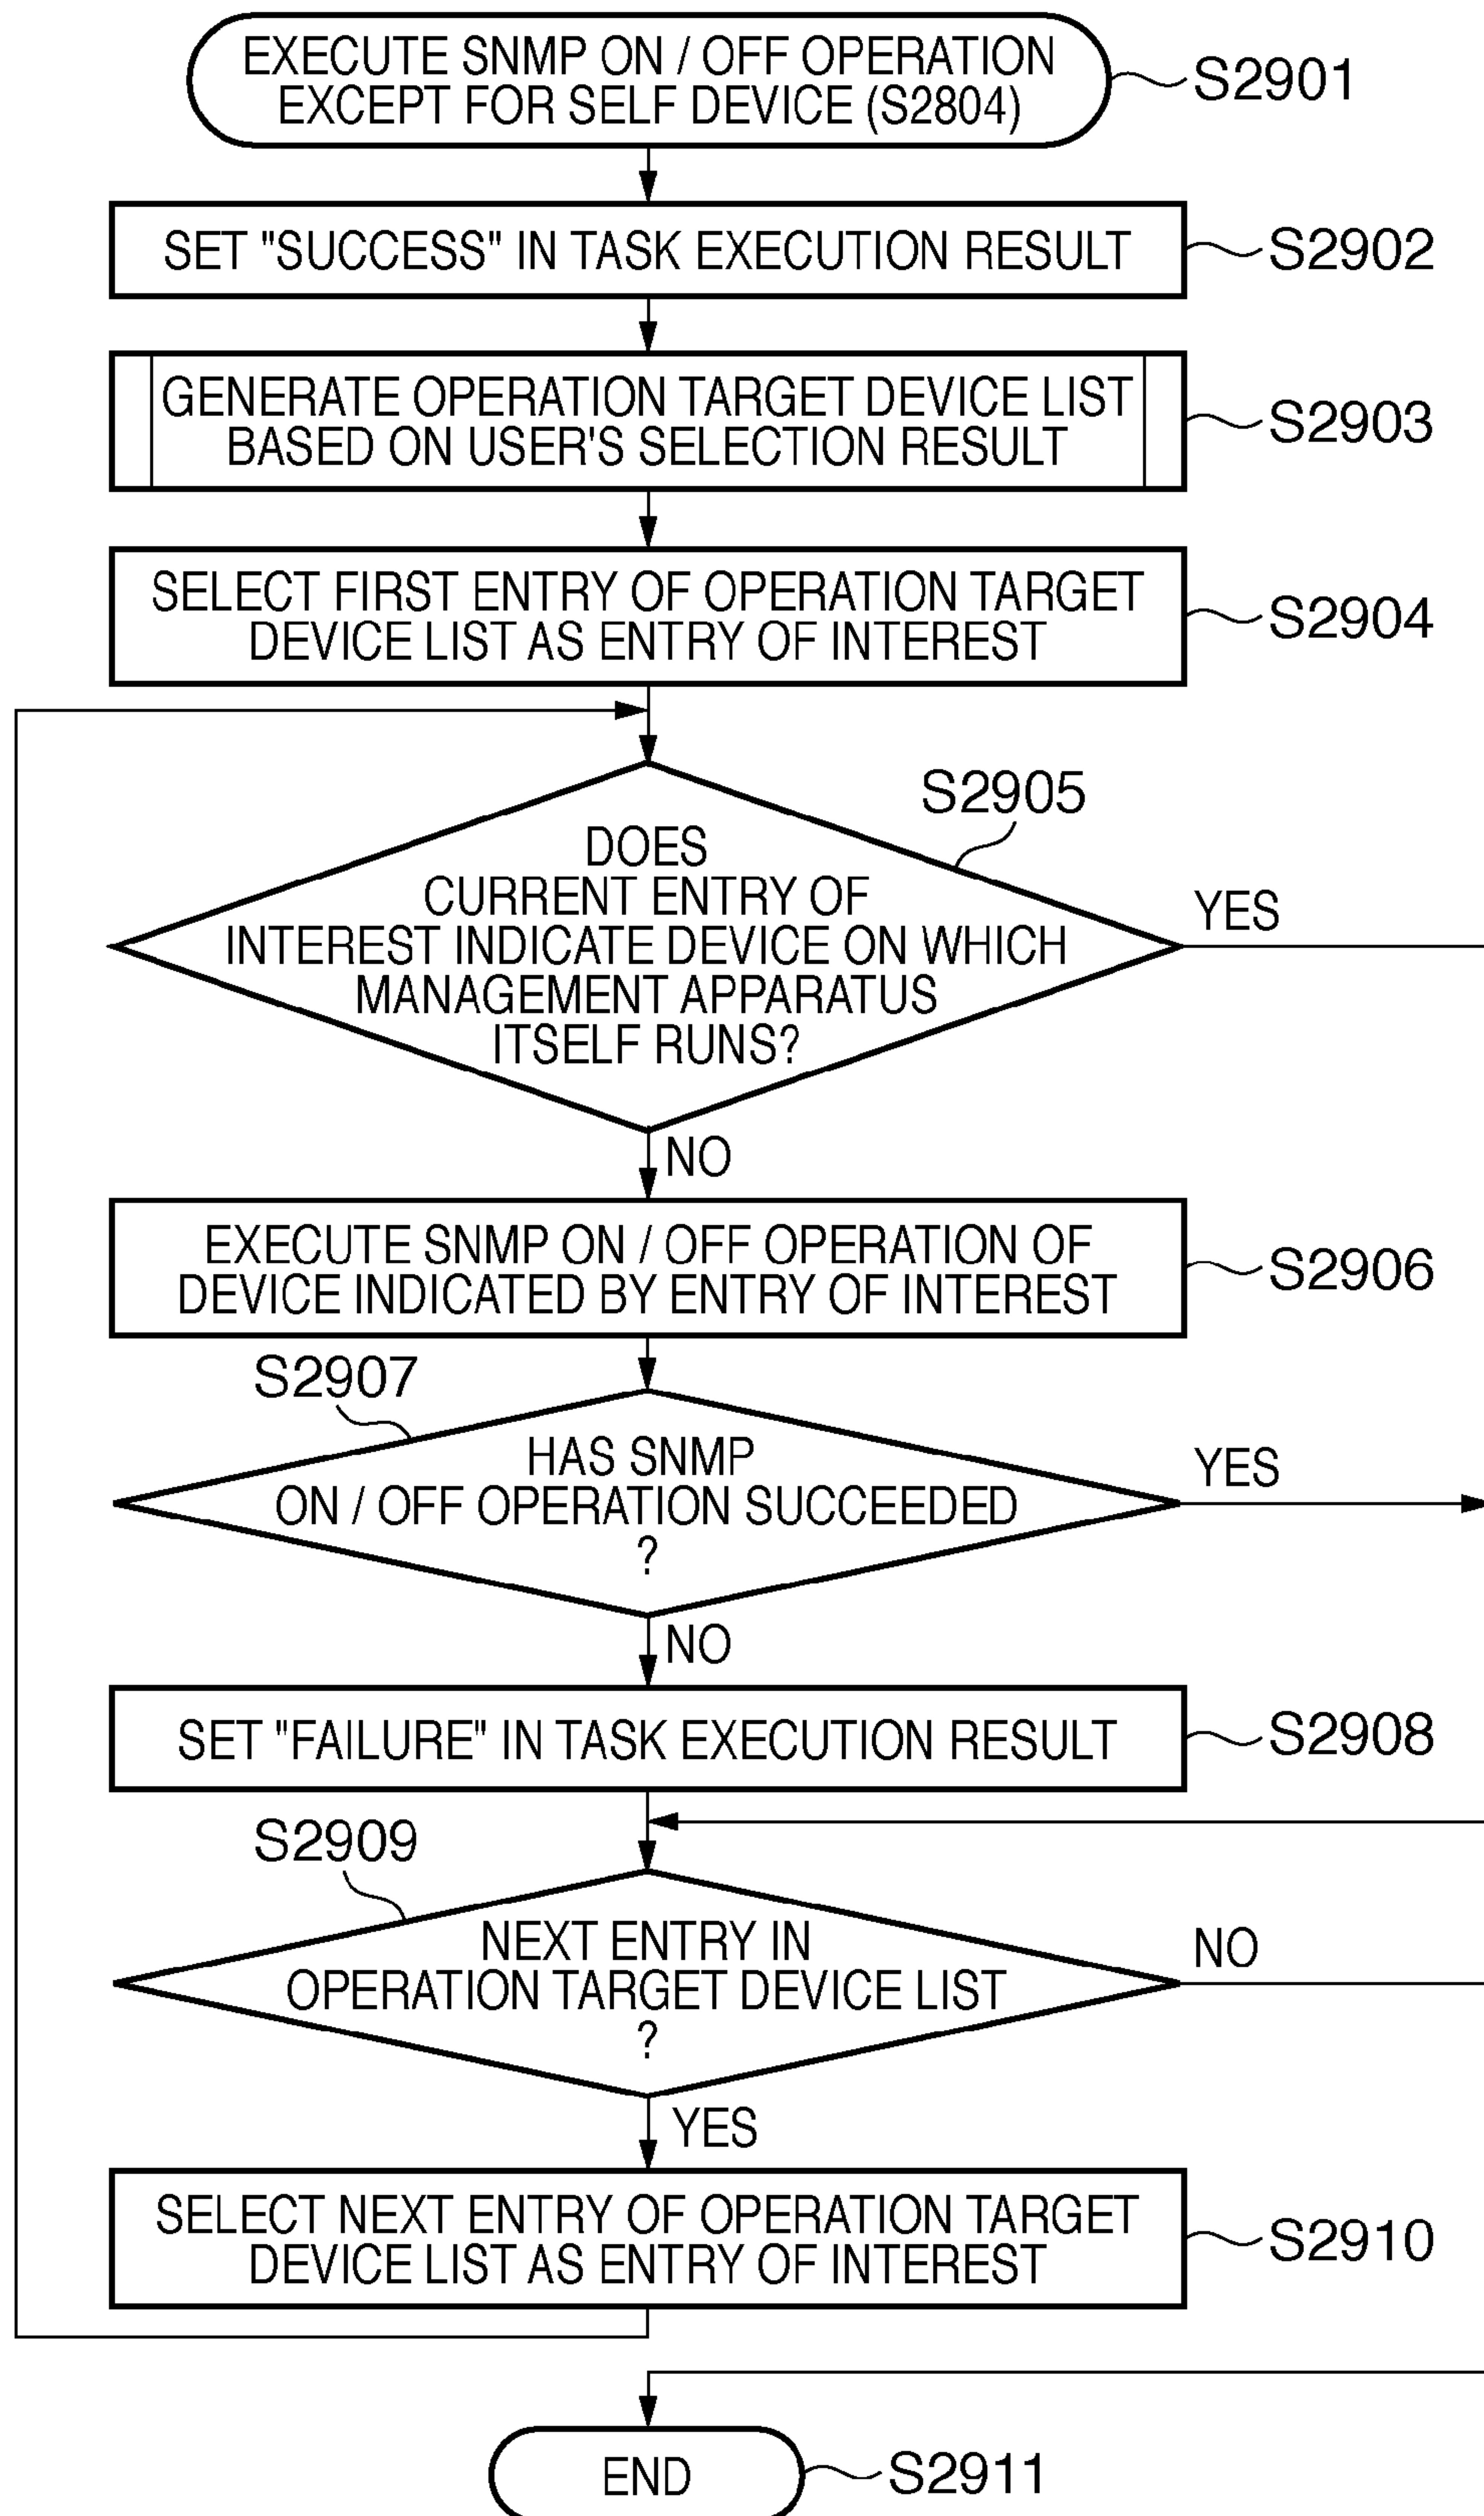 EXECUTE SNMP ON / OFF OPERATION
EXCEPT FOR SELF DEVICE (S2804)
S2901
SET "SUCCESS" IN TASK EXECUTION RESULT
S2902
GENERATE OPERATION TARGET DEVICE LIST
BASED ON USER'S SELECTION RESULT
S2903
SELECT FIRST ENTRY OF OPERATION TARGET
DEVICE LIST AS ENTRY OF INTEREST
S2904
S2905
DOES
CURRENT ENTRY OF
INTEREST INDICATE DEVICE ON WHICH
MANAGEMENT APPARATUS
ITSELF RUNS?
YES
NO
EXECUTE SNMP ON / OFF OPERATION OF
DEVICE INDICATED BY ENTRY OF INTEREST
S2906
S2907
HAS SNMP
ON / OFF OPERATION SUCCEEDED
?
YES
NO
SET "FAILURE" IN TASK EXECUTION RESULT
S2908
S2909
NEXT ENTRY IN
OPERATION TARGET DEVICE LIST
?
NO
YES
SELECT NEXT ENTRY OF OPERATION TARGET
DEVICE LIST AS ENTRY OF INTEREST
S2910
END
S2911